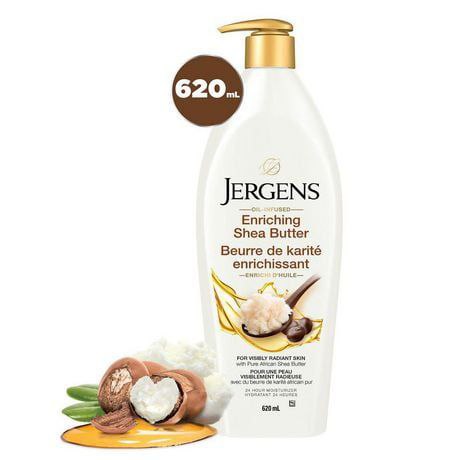 620 mL
JERGENS
OIL-INFUSED
Enriching
Shea Butter
Beurre de karité
enrichissant
ENRICHI D'HUILE
FOR VISIBLY RADIANT SKIN
with Pure African Shea Butter
POUR UNE PEAU
VISIBLEMENT RADIEUSE
avec du beurre de karité africain pur
24 HOUR MOISTURIZER
HYDRATANT 24 HEURES
620 mL